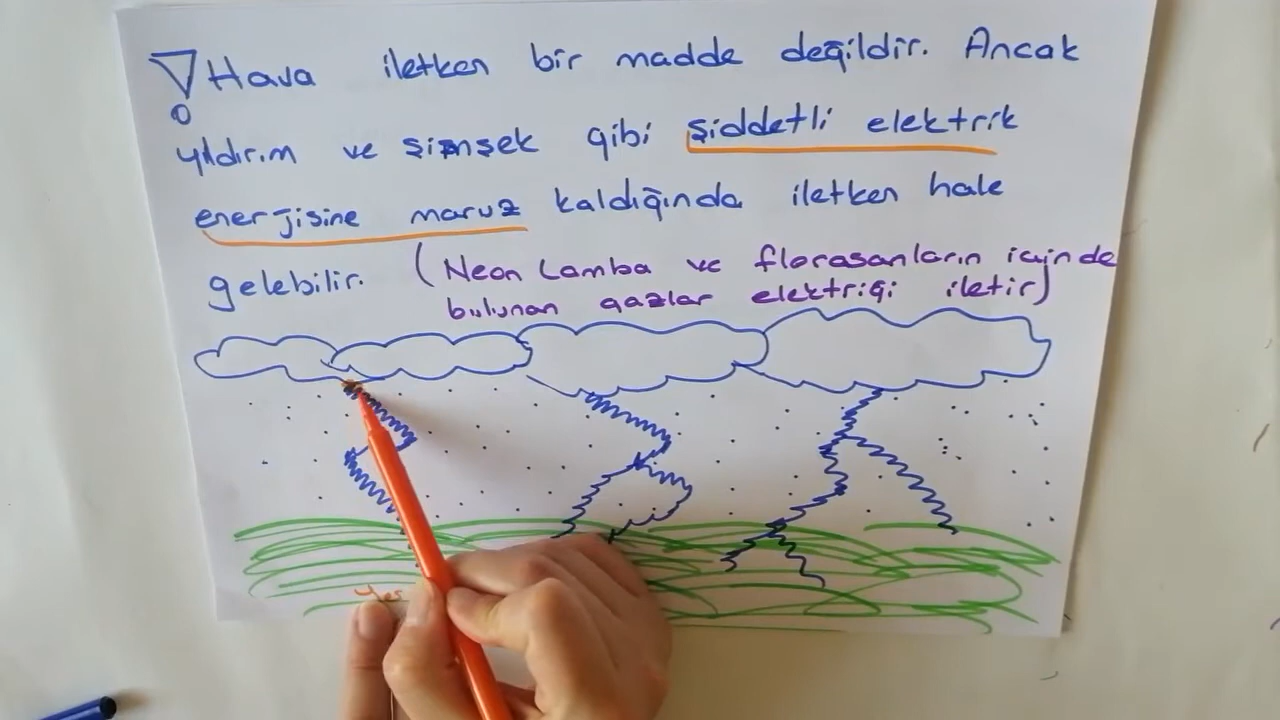 Hava iletken bir madde değildir. Ancak
yıldırım ve şimşek gibi şiddetli elektrik
enerjisine maruz kaldığında iletken hale
gelebilir. (Neon Lamba ve florasanların içinde
bulunan gazlar elektriği iletir)